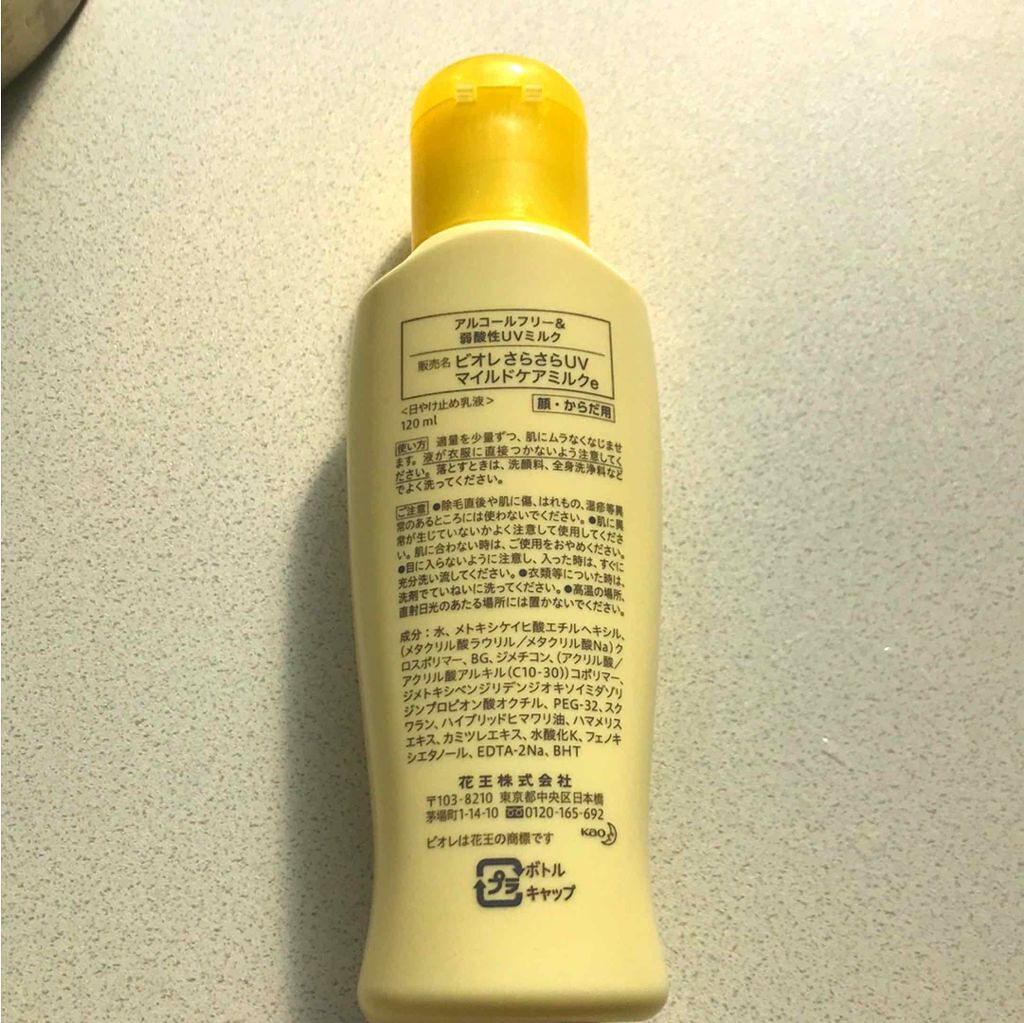 アルコールフリー&
弱酸性UVミルク
販売名 ビオレさらさらUV
マイルドケアミルクe
<日やけ止め乳液> 顔・からだ用
120 ml
使い方 適量を少量ずつ、肌にムラなくなじませ
ます。液が衣服に直接つかないよう注意してく
ださい。落とすときは、洗顔料、全身洗浄料など
でよく洗ってください。
ご注意 ●除毛直後や肌に傷、はれもの、湿疹等異
常のあるところには使わないでください。●肌に異
常が生じていないかよく注意して使用してくださ
い。肌に合わない時は、ご使用をおやめください。
●目に入らないように注意し、入った時は、すぐに
充分洗い流してください。●衣類等についた時は、
洗剤でていねいに洗ってください。●高温の場所、
直射日光のあたる場所には置かないでください。
成分:水、メトキシケイヒ酸エチルヘキシル、
(メタクリル酸ラウリル/メタクリル酸Na)ク
ロスポリマー、BG、ジメチコン、(アクリル酸/
アクリル酸アルキル(C10-30))コポリマー、
ジメトキシベンジリデンジオキソイミダゾリ
ジンプロピオン酸オクチル、PEG-32、スク
ワラン、ハイブリッドヒマワリ油、ハマメリス
エキス、カミツレエキス、水酸化K、フェノキ
シエタノール、EDTA-2Na、BHT
花王株式会社
〒103-8210 東京都中央区日本橋
茅場町1-14-10 0120-165-692
ビオレは花王の商標です Kao
プラ ボトル
キャップ